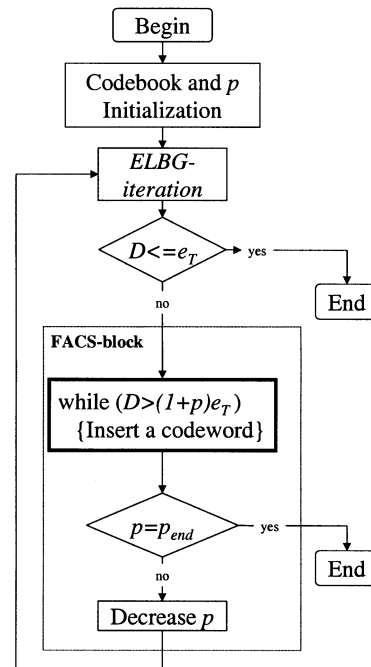 Begin
Codebook and p
Initialization
ELBG-
iteration
D<=e_T
yes
End
no
FACS-block
while (D>(1+p)e_T)
{Insert a codeword}
p=p_end
yes
End
no
Decrease p